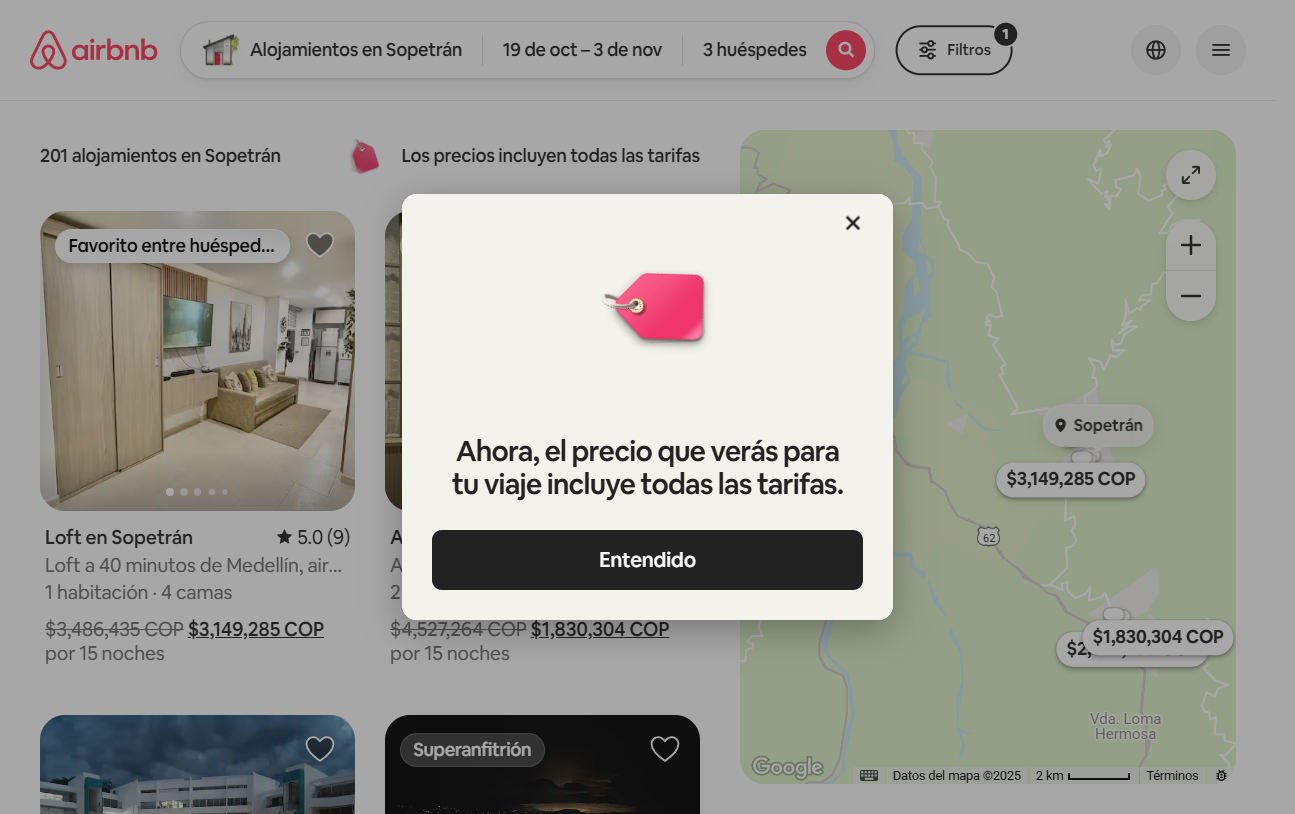 airbnb
Alojamientos en Sopetrán
19 de oct – 3 de nov
3 huéspedes
Filtros
1
201 alojamientos en Sopetrán
Los precios incluyen todas las tarifas
Favorito entre huésped...
Ahora, el precio que verás para
tu viaje incluye todas las tarifas.
Entendido
Loft en Sopetrán
5.0 (9)
Loft a 40 minutos de Medellín, air...
1 habitación · 4 camas
$3,486,435 COP $3,149,285 COP
por 15 noches
A
A
2
$4,527,264 COP $1,830,304 COP
por 15 noches
Superanfitrión
Sopetrán
$3,149,285 COP
62
$1,830,304 COP
$2,
Vda. Loma
Hermosa
Google
Datos del mapa ©2025
2 km
Términos